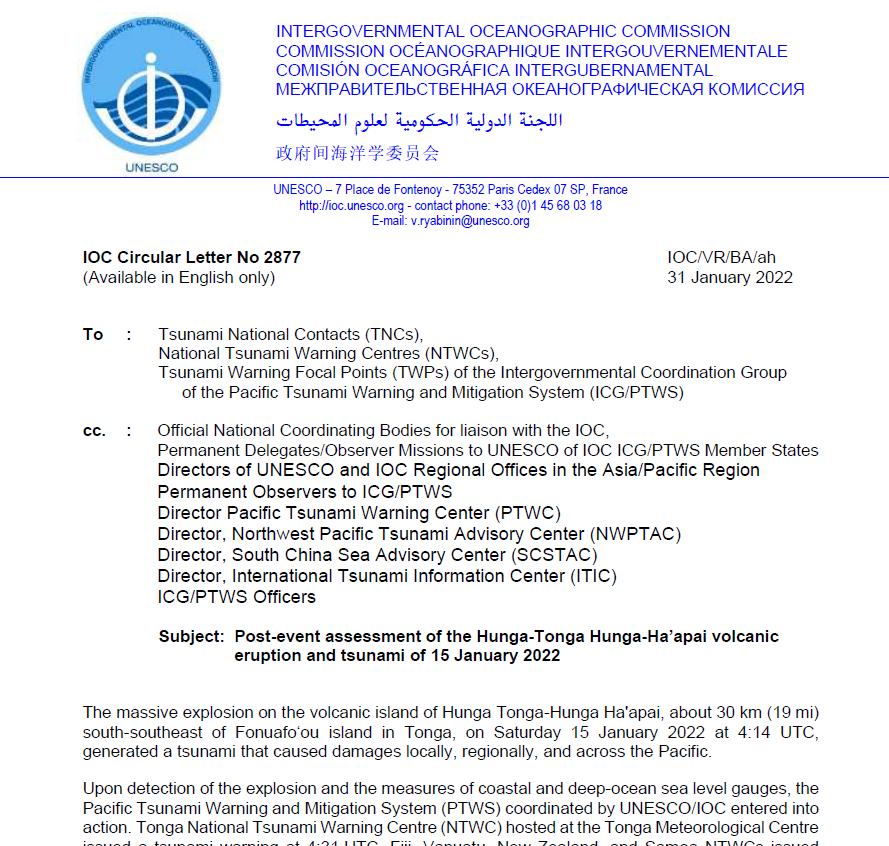 INTERGOVERNMENTAL OCEANOGRAPHIC COMMISSION
UNESCO
INTERGOVERNMENTAL OCEANOGRAPHIC COMMISSION
COMMISSION OCÉANOGRAPHIQUE INTERGOUVERNEMENTALE
COMISIÓN OCEANOGRÁFICA INTERGUBERNAMENTAL
МЕЖПРАВИТЕЛЬСТВЕННАЯ ОКЕАНОГРАФИЧЕСКАЯ КОМИССИЯ
اللجنة الدولية الحكومية لعلوم المحيطات
政府间海洋学委员会
UNESCO – 7 Place de Fontenoy - 75352 Paris Cedex 07 SP, France
http://ioc.unesco.org - contact phone: +33 (0)1 45 68 03 18
E-mail: v.ryabinin@unesco.org
IOC Circular Letter No 2877 IOC/VR/BA/ah
(Available in English only) 31 January 2022
To : Tsunami National Contacts (TNCs),
National Tsunami Warning Centres (NTWCs),
Tsunami Warning Focal Points (TWPs) of the Intergovernmental Coordination Group
of the Pacific Tsunami Warning and Mitigation System (ICG/PTWS)
cc. : Official National Coordinating Bodies for liaison with the IOC,
Permanent Delegates/Observer Missions to UNESCO of IOC ICG/PTWS Member States
Directors of UNESCO and IOC Regional Offices in the Asia/Pacific Region
Permanent Observers to ICG/PTWS
Director Pacific Tsunami Warning Center (PTWC)
Director, Northwest Pacific Tsunami Advisory Center (NWPTAC)
Director, South China Sea Advisory Center (SCSTAC)
Director, International Tsunami Information Center (ITIC)
ICG/PTWS Officers
Subject: Post-event assessment of the Hunga-Tonga Hunga-Ha’apai volcanic
eruption and tsunami of 15 January 2022
The massive explosion on the volcanic island of Hunga Tonga-Hunga Ha'apai, about 30 km (19 mi)
south-southeast of Fonuafoʻou island in Tonga, on Saturday 15 January 2022 at 4:14 UTC,
generated a tsunami that caused damages locally, regionally, and across the Pacific.
Upon detection of the explosion and the measures of coastal and deep-ocean sea level gauges, the
Pacific Tsunami Warning and Mitigation System (PTWS) coordinated by UNESCO/IOC entered into
action. Tonga National Tsunami Warning Centre (NTWC) hosted at the Tonga Meteorological Centre
issued a tsunami warning at 4:31 UTC. Fiji, Vanuatu, New Zealand, and Samoa NTWCs issued